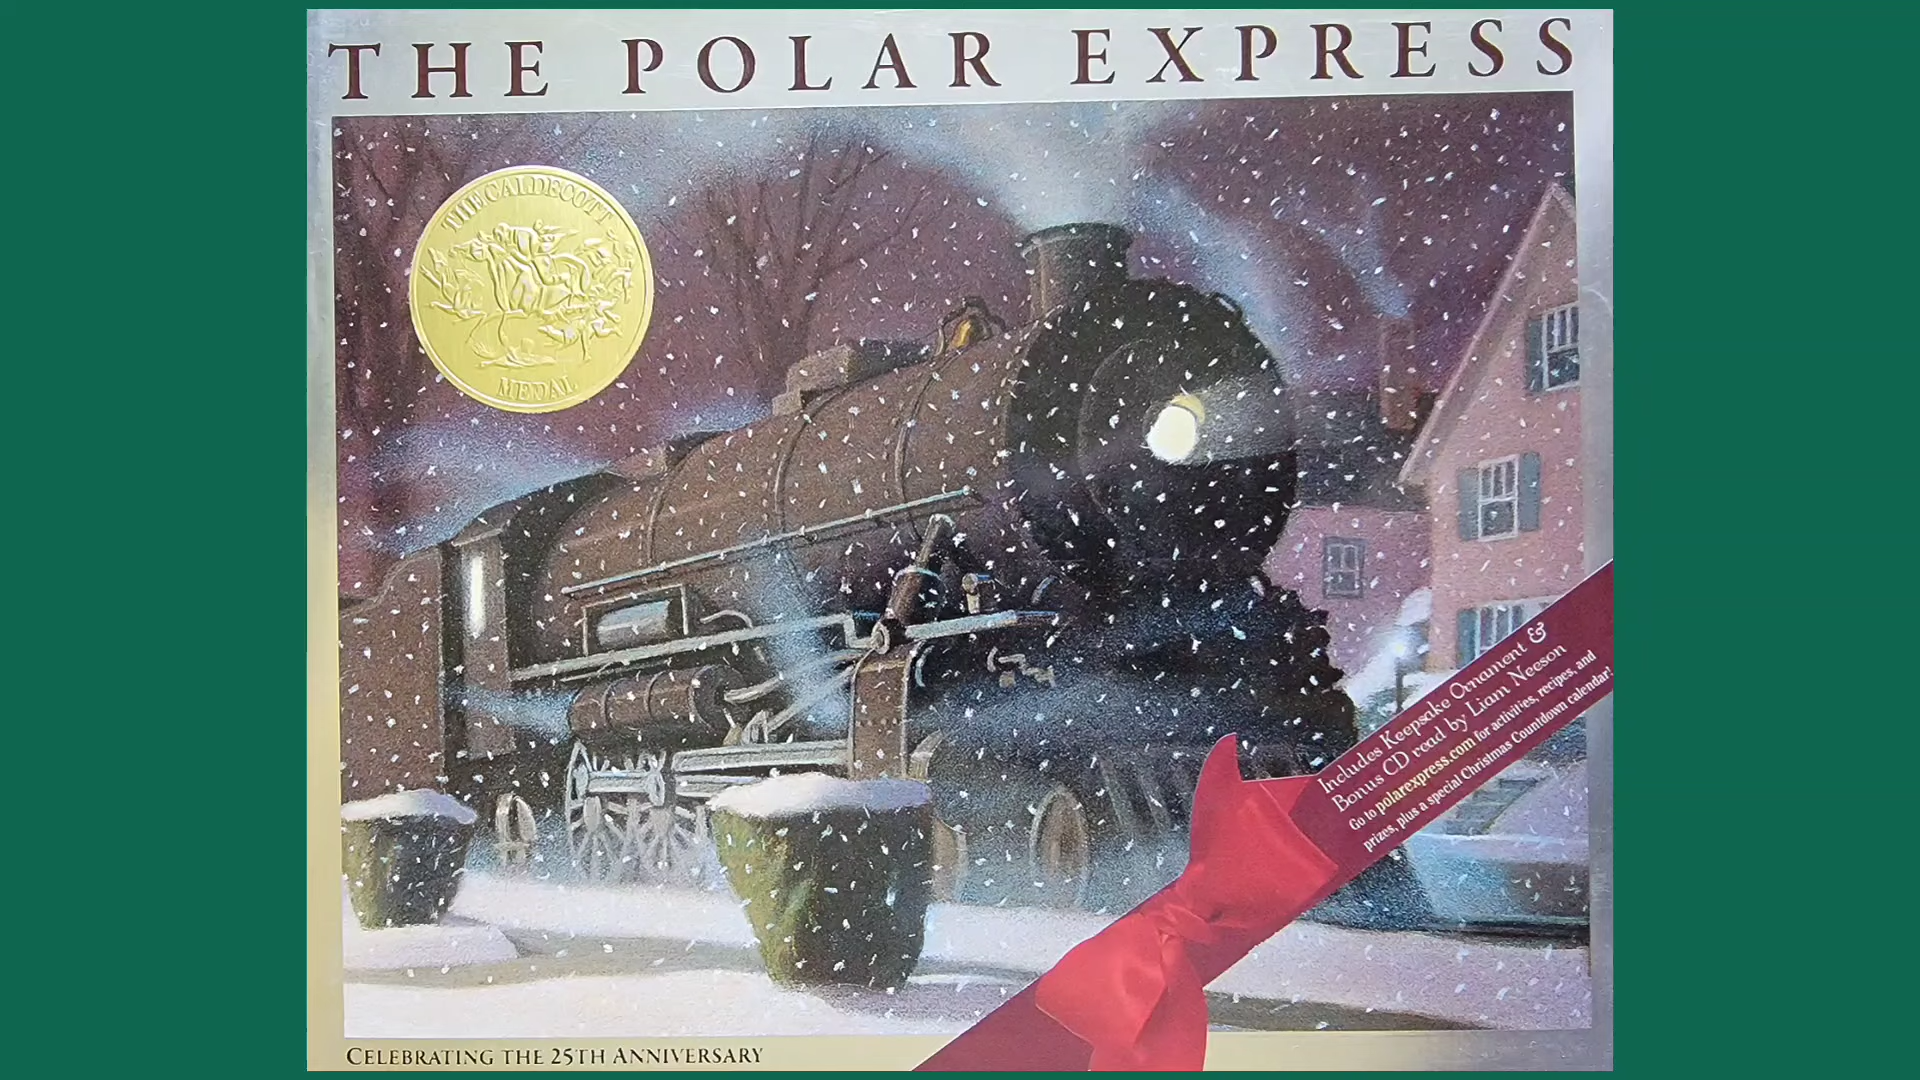 THE POLAR EXPRESS
THE CALDECOTT
MEDAL
Includes Keepsake Ornament &
Bonus CD read by Liam Neeson
Go to polarexpress.com for activities, recipes, and
prizes, plus a special Christmas Countdown calendar!
CELEBRATING THE 25TH ANNIVERSARY